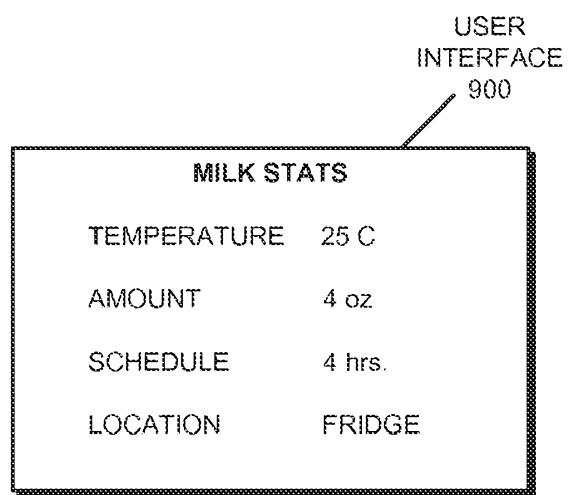 USER
INTERFACE
900
MILK STATS
TEMPERATURE 25 C
AMOUNT 4 oz
SCHEDULE 4 hrs.
LOCATION FRIDGE